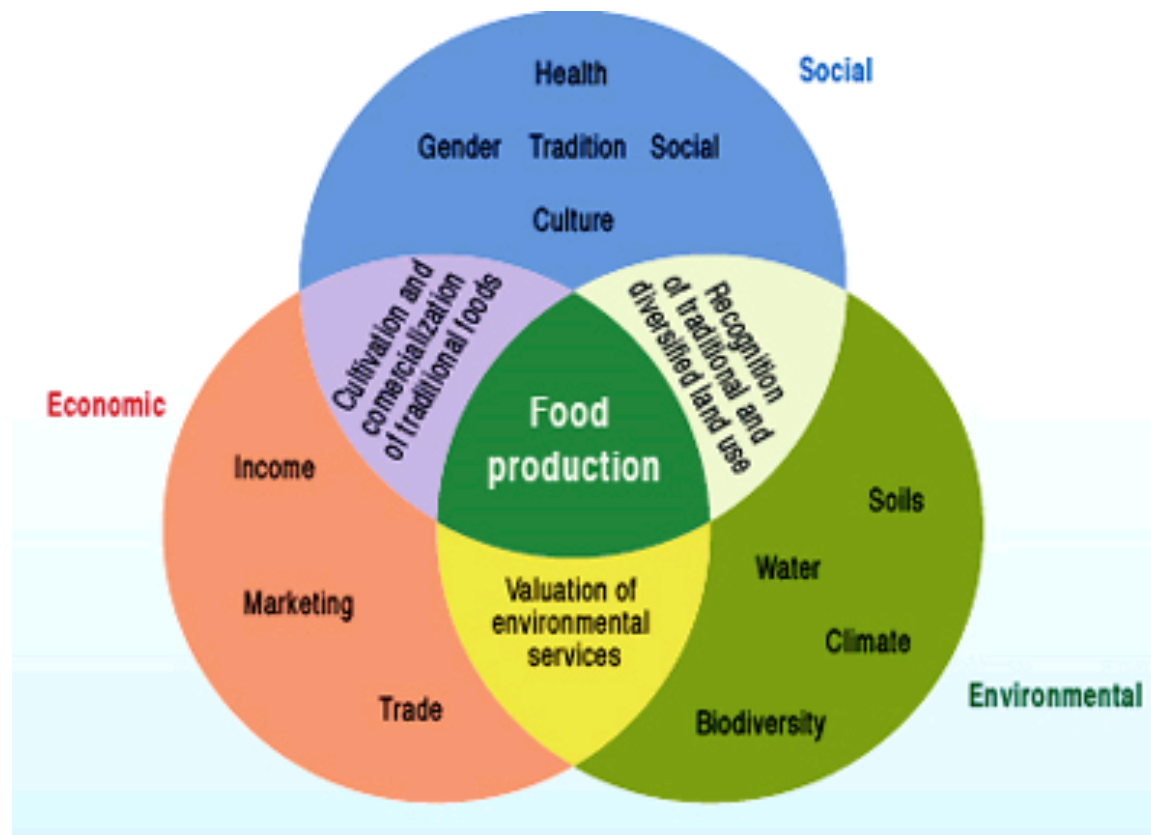 Health
Social
Gender Tradition Social
Culture
Cultivation and
comercialization
of traditional foods
Recognition
of traditional and
diversified land use
Economic
Food
production
Income
Soils
Water
Valuation of
environmental
services
Marketing
Climate
Environmental
Trade
Biodiversity